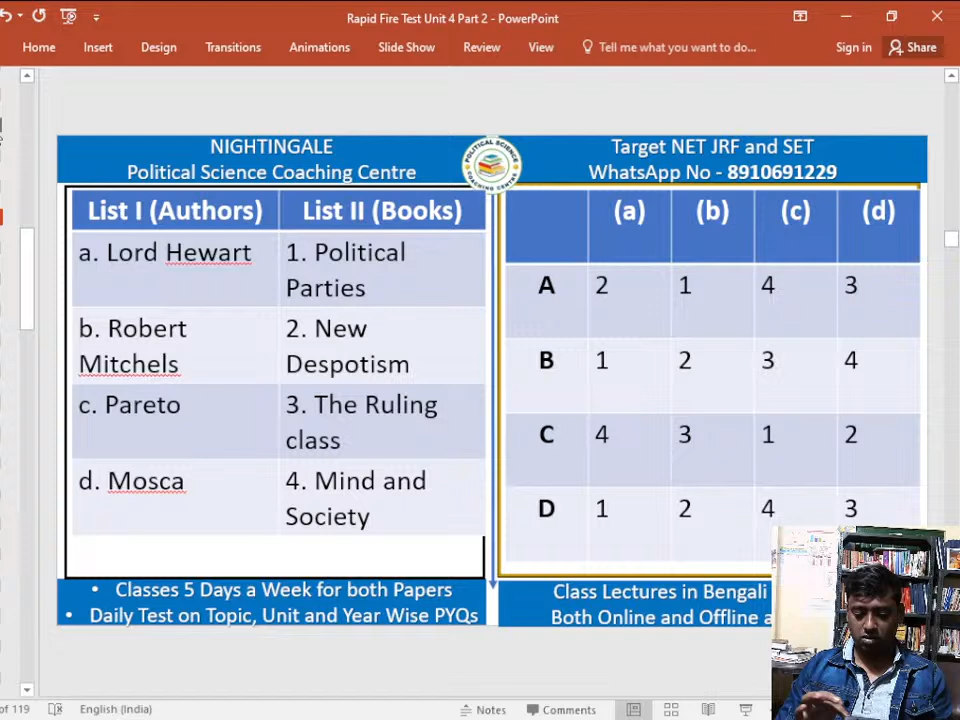 Rapid Fire Test Unit 4 Part 2 - PowerPoint
Home Insert Design Transitions Animations Slide Show Review View Tell me what you want to do... Sign in Share
NIGHTINGALE
Political Science Coaching Centre
POLITICAL SCIENCE
COACHING CENTRE
Target NET JRF and SET
WhatsApp No - 8910691229
List I (Authors) List II (Books)
a. Lord Hewart 1. Political
Parties
b. Robert 2. New
Mitchels Despotism
c. Pareto 3. The Ruling
class
d. Mosca 4. Mind and
Society
(a) (b) (c) (d)
A 2 1 4 3
B 1 2 3 4
C 4 3 1 2
D 1 2 4 3
• Classes 5 Days a Week for both Papers
• Daily Test on Topic, Unit and Year Wise PYQs
Class Lectures in Bengali
Both Online and Offline
of 119 English (India) Notes Comments